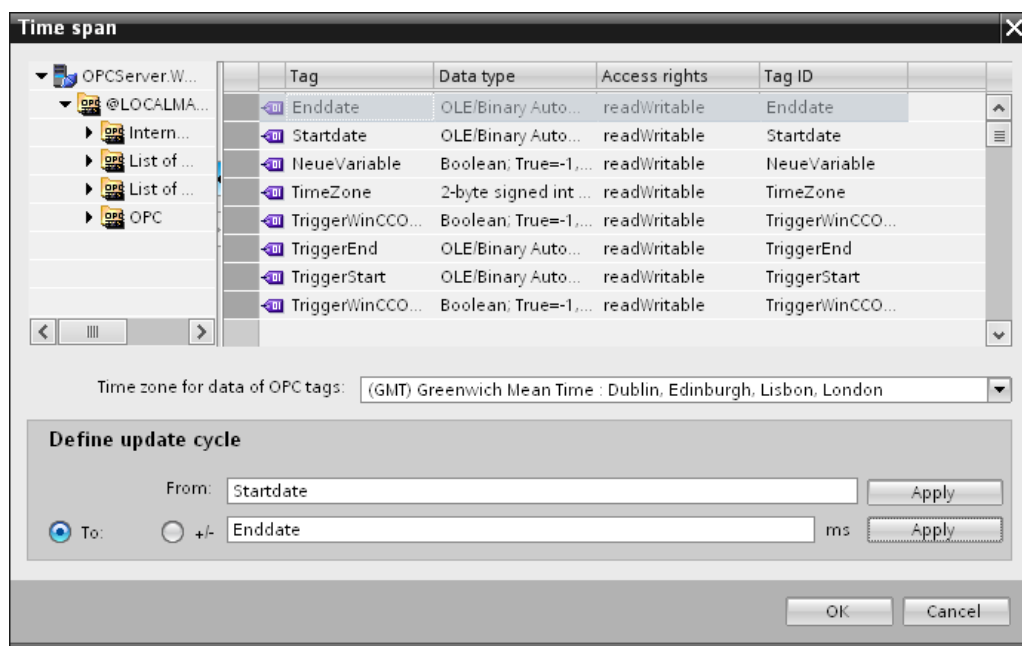 Time span
OPCServer.W...
@LOCALMA...
Intern...
List of ...
List of ...
OPC
Tag Data type Access rights Tag ID
Enddate OLE/Binary Auto... readWritable Enddate
Startdate OLE/Binary Auto... readWritable Startdate
NeueVariable Boolean; True=-1,... readWritable NeueVariable
TimeZone 2-byte signed int ... readWritable TimeZone
TriggerWinCCO... Boolean; True=-1,... readWritable TriggerWinCCO...
TriggerEnd OLE/Binary Auto... readWritable TriggerEnd
TriggerStart OLE/Binary Auto... readWritable TriggerStart
TriggerWinCCO... Boolean; True=-1,... readWritable TriggerWinCCO...
Time zone for data of OPC tags: (GMT) Greenwich Mean Time : Dublin, Edinburgh, Lisbon, London
Define update cycle
From: Startdate Apply
To: +/- Enddate ms Apply
OK Cancel